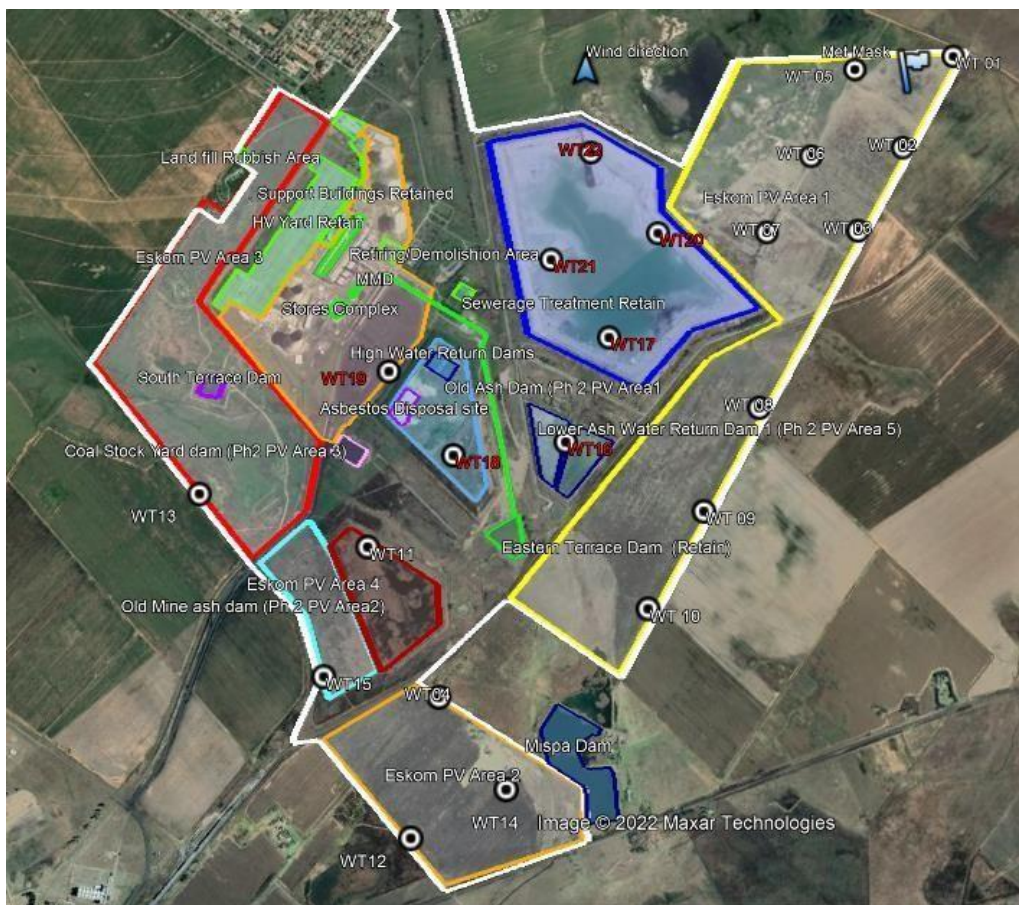 Wind direction
Met Mask
WT 01
WT 05
WT 02
WT23
WT 06
Land fill Rubbish Area
Support Buildings Retained
Eskom PV Area 1
HV Yard Retain
WT 07
WT 03
WT20
Eskom PV Area 3
Refiring/Demolishion Area
WT21
MMD
Stores Complex
Sewerage Treatment Retain
WT17
High Water Return Dams
WT19
South Terrace Dam
Old Ash Dam (Ph 2 PV Area1
Asbestos Disposal site
WT 08
Lower Ash Water Return Dam 1 (Ph 2 PV Area 5)
Coal Stock Yard dam (Ph2 PV Area 3)
WT16
WT18
WT13
WT 09
WT11
Eastern Terrace Dam (Retain)
Eskom PV Area 4
Old Mine ash dam (Ph 2 PV Area2)
WT 10
WT15
WT04
Mispa Dam
Eskom PV Area 2
WT14
Image © 2022 Maxar Technologies
WT12